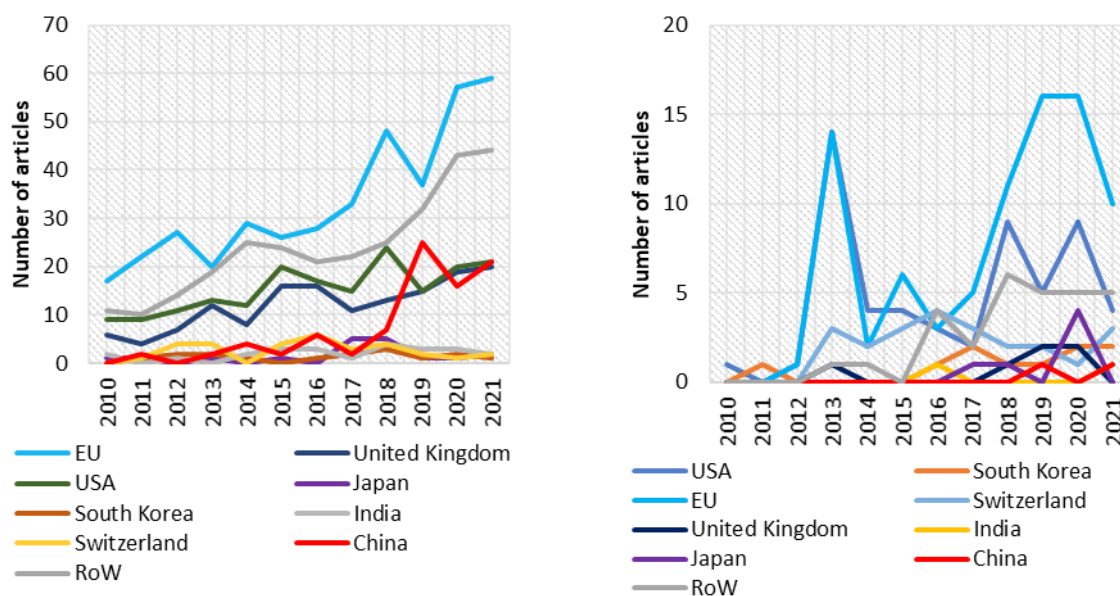 70
60
50
40
30
20
10
0
Number of articles
2010 2011 2012 2013 2014 2015 2016 2017 2018 2019 2020 2021
EU United Kingdom
USA Japan
South Korea India
Switzerland China
RoW
20
15
10
5
0
Number of articles
2010 2011 2012 2013 2014 2015 2016 2017 2018 2019 2020 2021
USA South Korea
EU Switzerland
United Kingdom India
Japan China
RoW